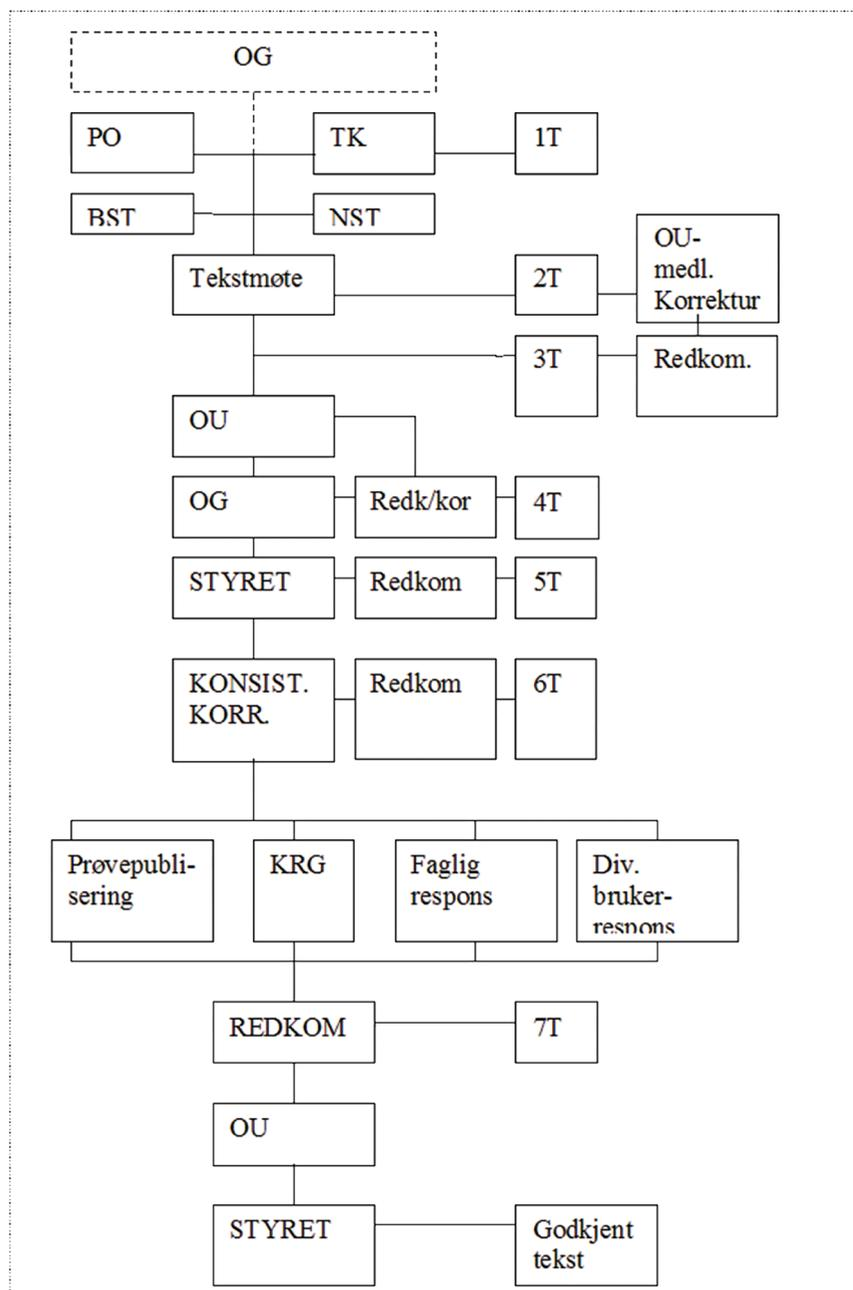 OG
PO
TK
1T
BST
NST
OU-
medl.
Korrektur
Tekstmøte
2T
3T
Redkom.
OU
OG
Redk/kor
4T
STYRET
Redkom
5T
KONSIST.
KORR.
Redkom
6T
Prøvepubli-
sering
KRG
Faglig
respons
Div.
bruker-
respons
REDKOM
7T
OU
STYRET
Godkjent
tekst